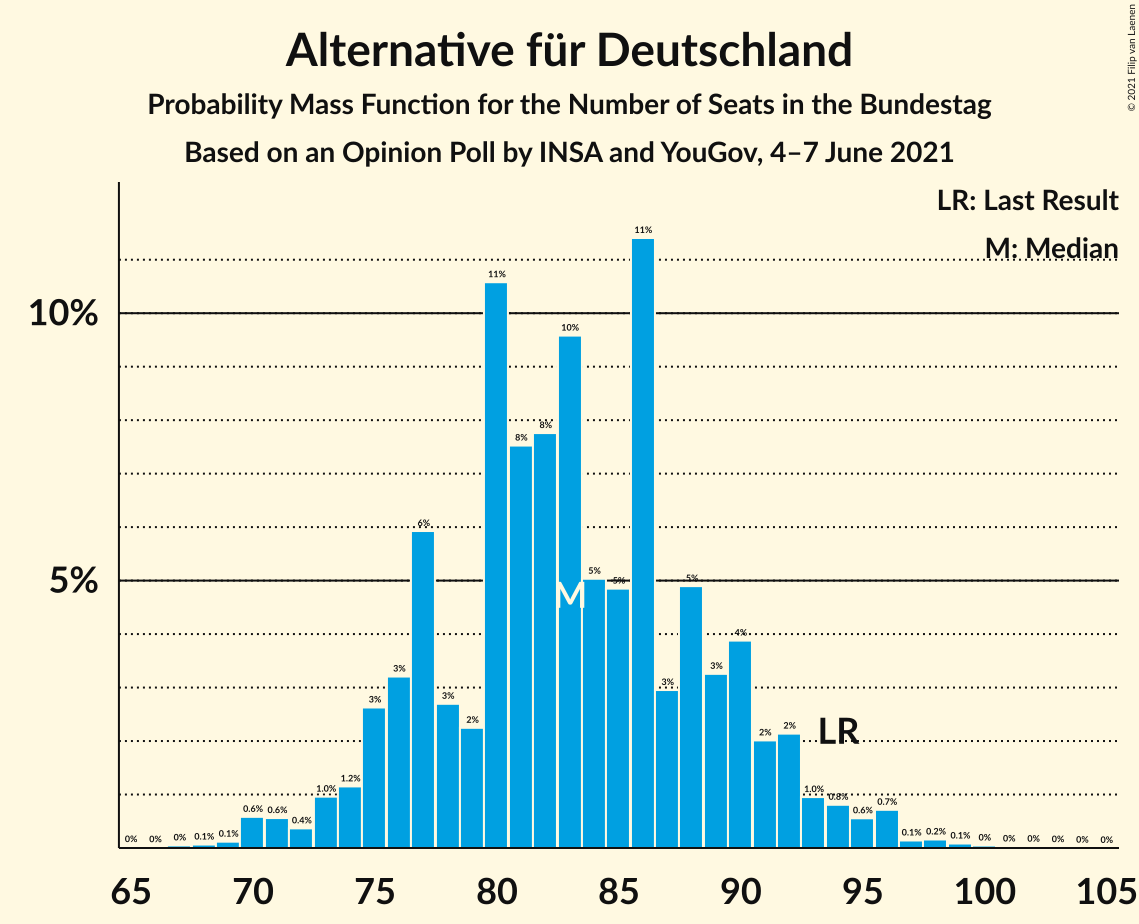 Alternative für Deutschland
Probability Mass Function for the Number of Seats in the Bundestag
Based on an Opinion Poll by INSA and YouGov, 4–7 June 2021
© 2021 Filip van Laenen
LR: Last Result
M: Median
10%
5%
0% 0% 0% 0.1% 0.1% 0.6% 0.6% 0.4% 1.0% 1.2% 3% 3% 6% 3% 2% 11% 8% 8% 10% 5% 5% 11% 3% 5% 3% 4% 2% 2% 1.0% 0.8% 0.6% 0.7% 0.1% 0.2% 0.1% 0% 0% 0% 0% 0% 0%
M
LR
65 70 75 80 85 90 95 100 105